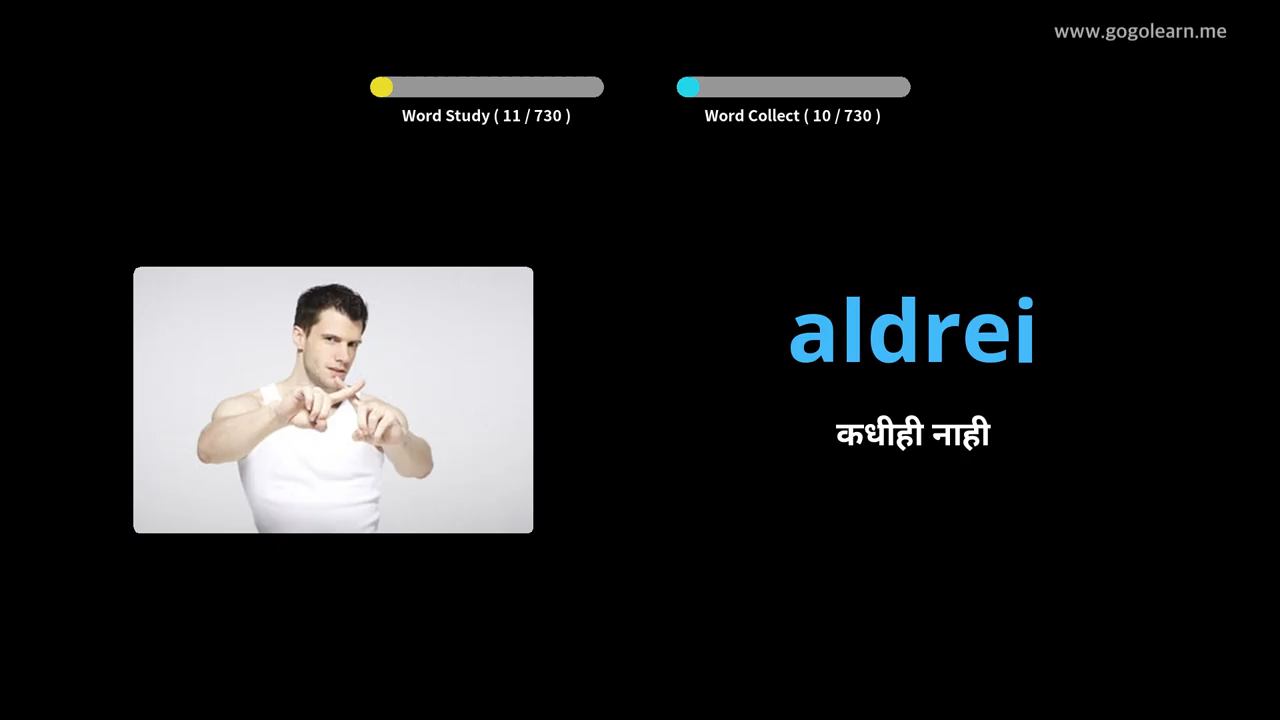 www.gogolearn.me
Word Study ( 11 / 730 )
Word Collect ( 10 / 730 )
aldrei
कधीही नाही